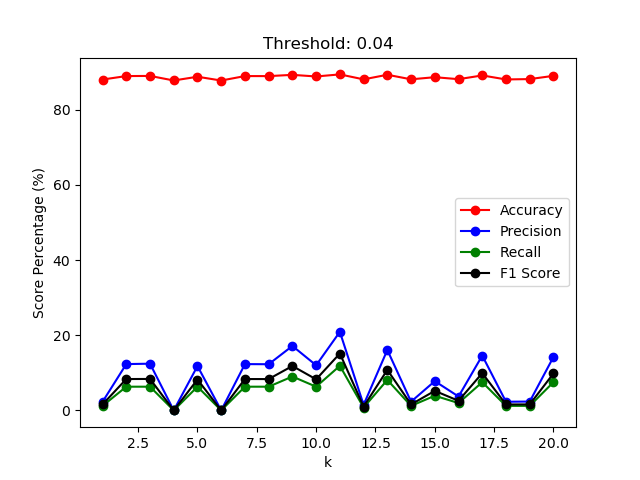 Threshold: 0.04
Score Percentage (%)
80
60
40
20
0
Accuracy
Precision
Recall
F1 Score
2.5 5.0 7.5 10.0 12.5 15.0 17.5 20.0
k